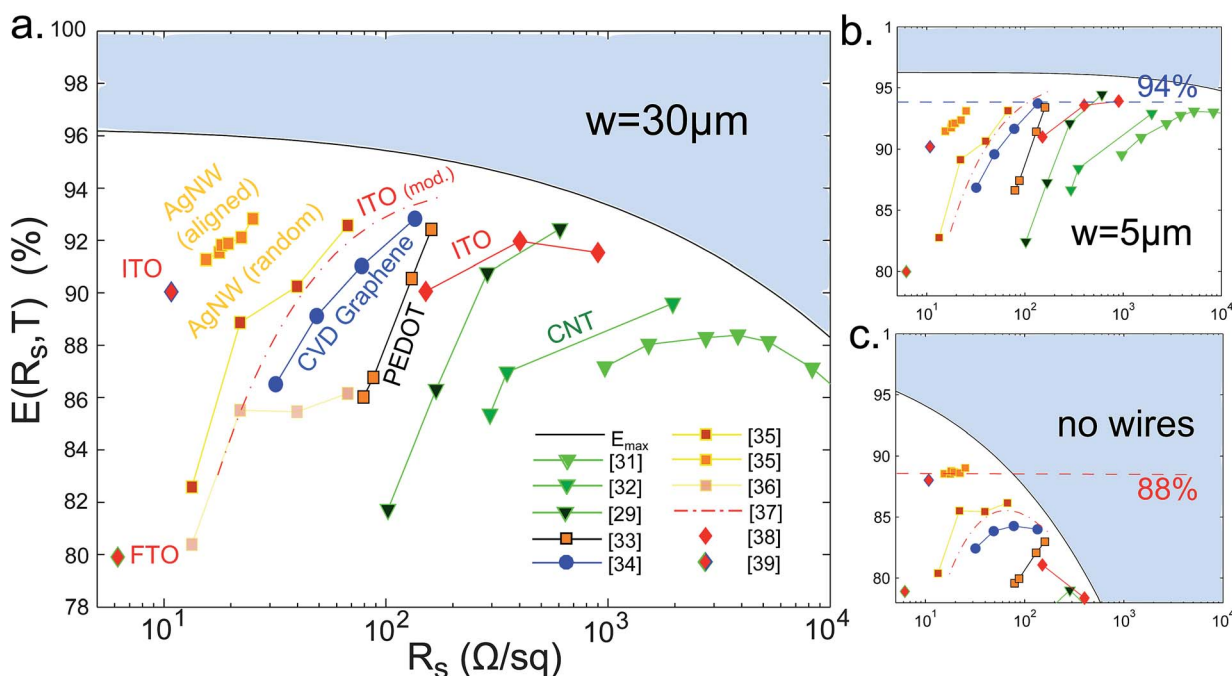 a.
100
98
96
94
92
90
88
86
84
82
80
78
E(Rs,T) (%)
w=30μm
AgNW
(aligned)
AgNW (random)
ITO (mod.)
ITO
ITO
CVD Graphene
PEDOT
CNT
FTO
Emax
[31]
[32]
[29]
[33]
[34]
[35]
[35]
[36]
[37]
[38]
[39]
10¹
10²
10³
10⁴
Rs (Ω/sq)
b.
1
95
90
85
80
94%
w=5μm
10¹
10²
10³
10⁴
c.
1
95
90
85
80
no wires
88%
10¹
10²
10³
10⁴